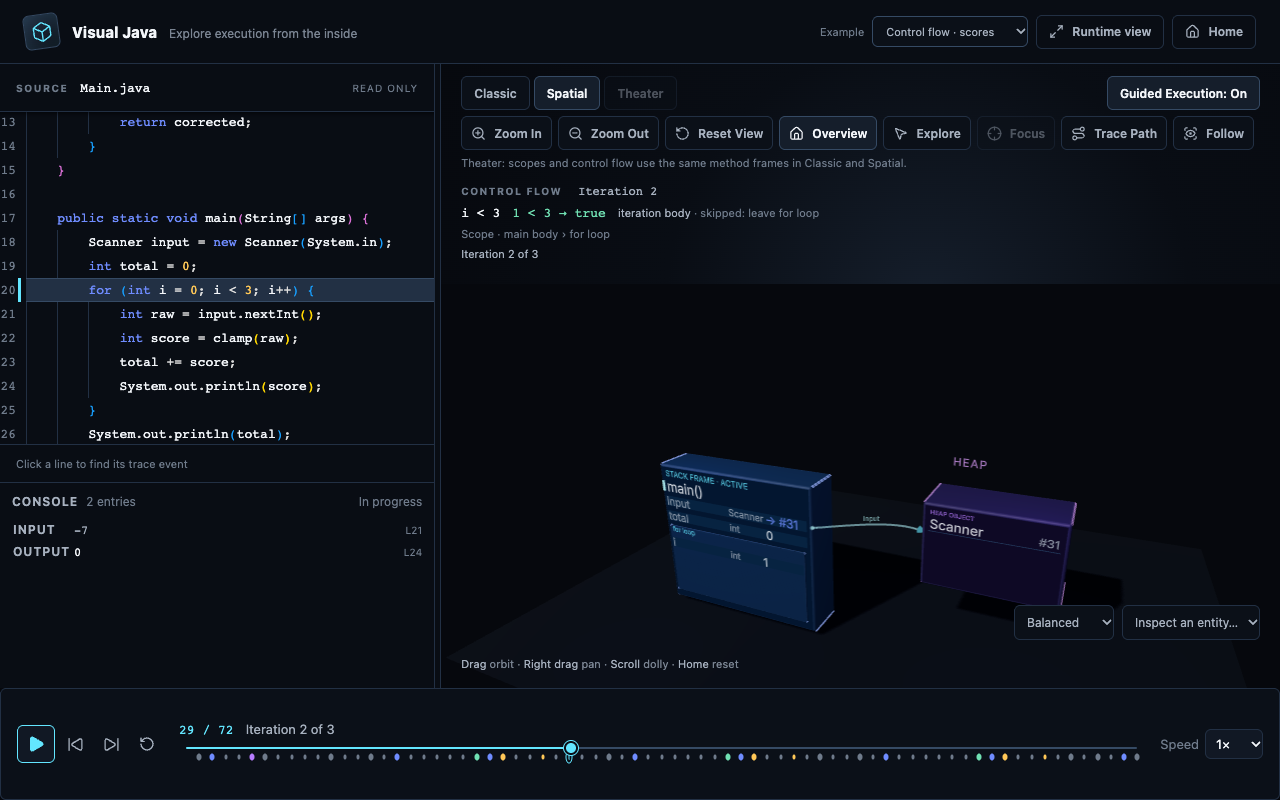 Visual Java Explore execution from the inside
Example Control flow · scores Runtime view Home
SOURCE Main.java READ ONLY
13 return corrected;
14 }
15 }
16
17 public static void main(String[] args) {
18 Scanner input = new Scanner(System.in);
19 int total = 0;
20 for (int i = 0; i < 3; i++) {
21 int raw = input.nextInt();
22 int score = clamp(raw);
23 total += score;
24 System.out.println(score);
25 }
26 System.out.println(total);
Click a line to find its trace event
CONSOLE 2 entries In progress
INPUT -7 L21
OUTPUT 0 L24
Classic Spatial Theater Guided Execution: On
Zoom In Zoom Out Reset View Overview Explore Focus Trace Path Follow
Theater: scopes and control flow use the same method frames in Classic and Spatial.
CONTROL FLOW Iteration 2
i < 3 1 < 3 → true iteration body · skipped: leave for loop
Scope · main body › for loop
Iteration 2 of 3
STACK FRAME · ACTIVE
main()
input Scanner → #31
total int 0
for loop
i int 1
input
HEAP
HEAP OBJECT
Scanner
#31
Balanced Inspect an entity...
Drag orbit · Right drag pan · Scroll dolly · Home reset
29 / 72 Iteration 2 of 3
Speed 1×